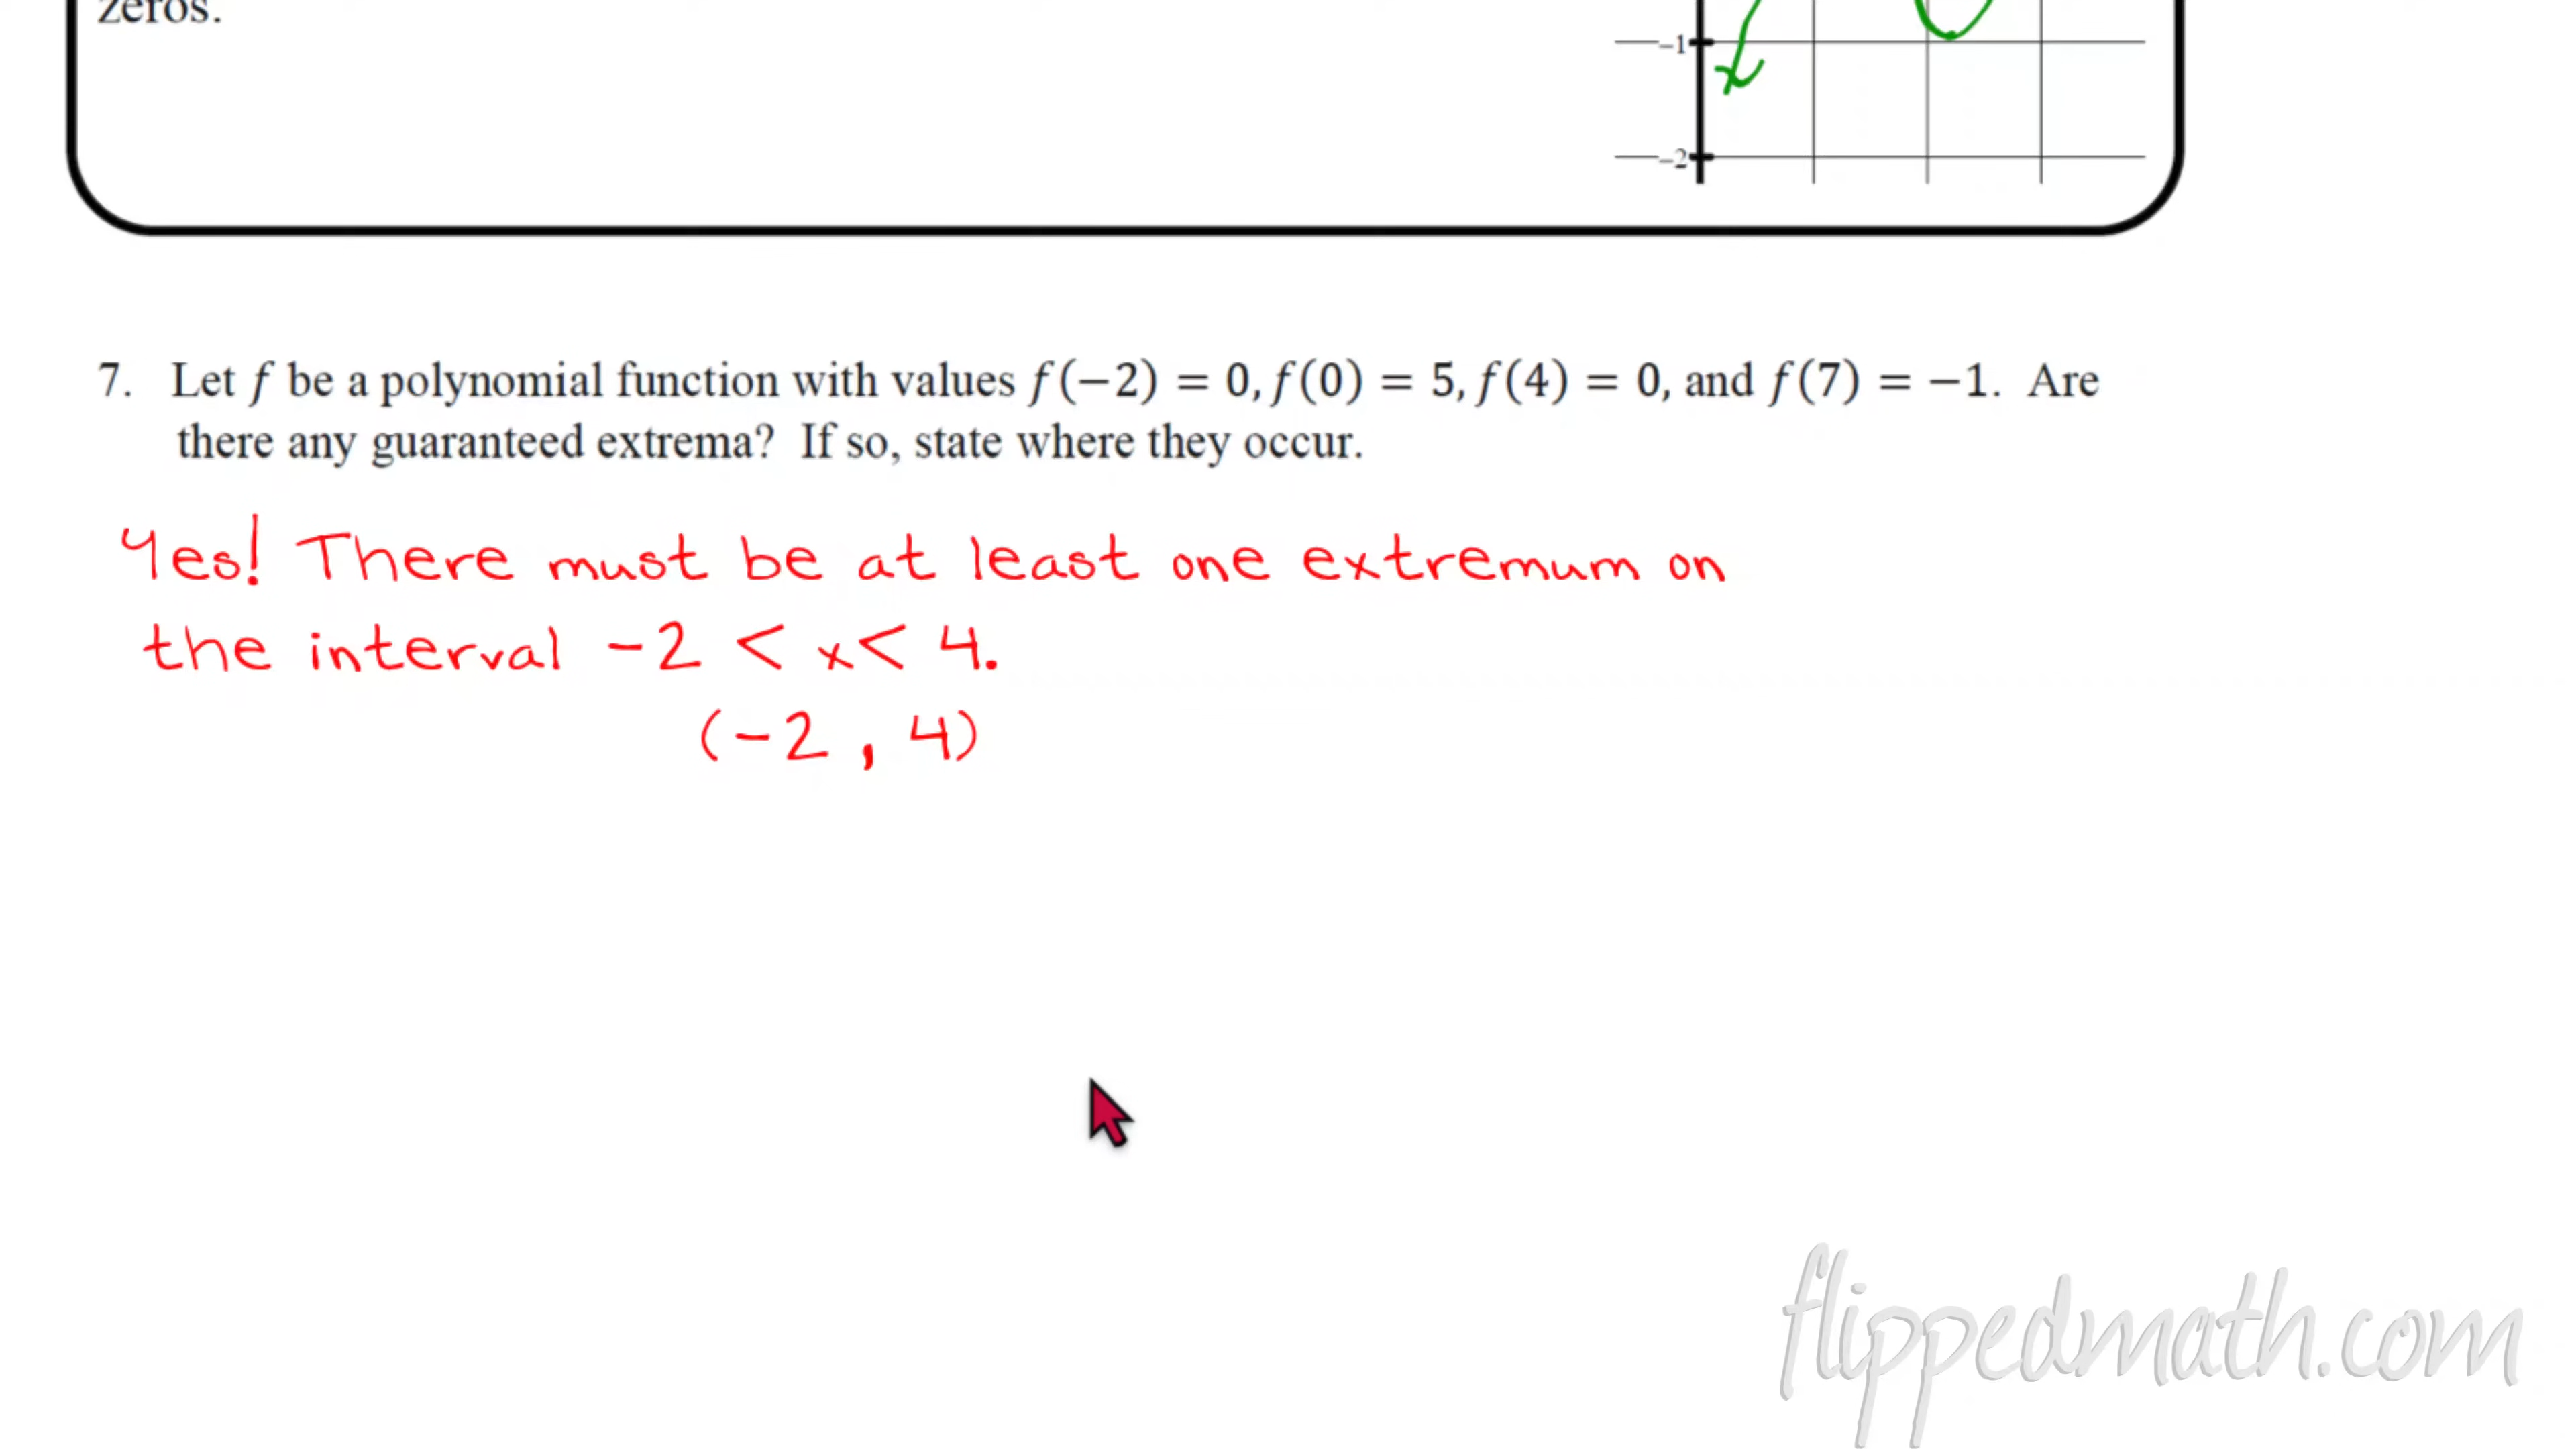 zeros.
-1
-2
7. Let f be a polynomial function with values f(−2) = 0, f(0) = 5, f(4) = 0, and f(7) = −1. Are
there any guaranteed extrema? If so, state where they occur.
Yes! There must be at least one extremum on
the interval -2 < x < 4.
(-2, 4)
flippedmath.com